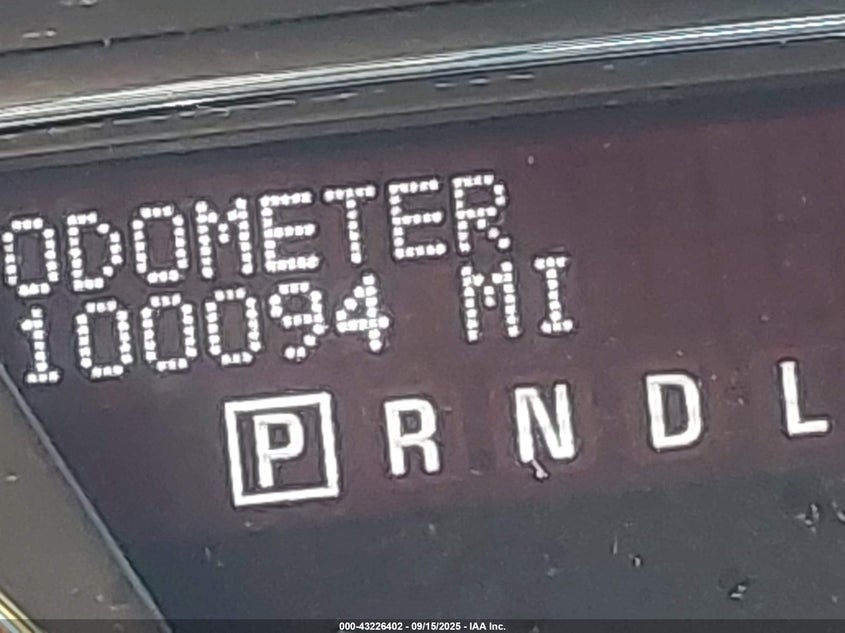 ODOMETER
100094 MI
P R N D L
000-43226402 - 09/15/2025 - IAA Inc.